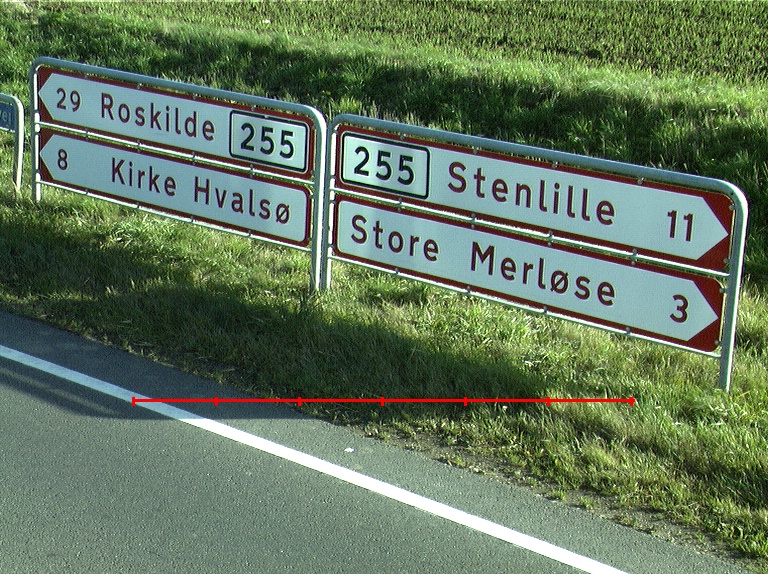 29 Roskilde 255
8 Kirke Hvalsø
255 Stenlille 11
Store Merløse 3